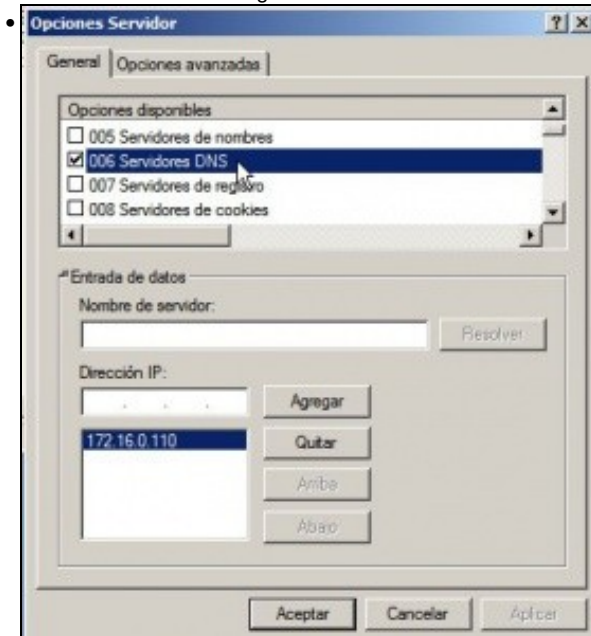 Opciones Servidor
General Opciones avanzadas
Opciones disponibles
005 Servidores de nombres
006 Servidores DNS
007 Servidores de registro
008 Servidores de cookies
Entrada de datos
Nombre de servidor:
Resolver
Dirección IP:
Agregar
172.16.0.110 Quitar
Arriba
Abajo
Aceptar Cancelar Aplicar